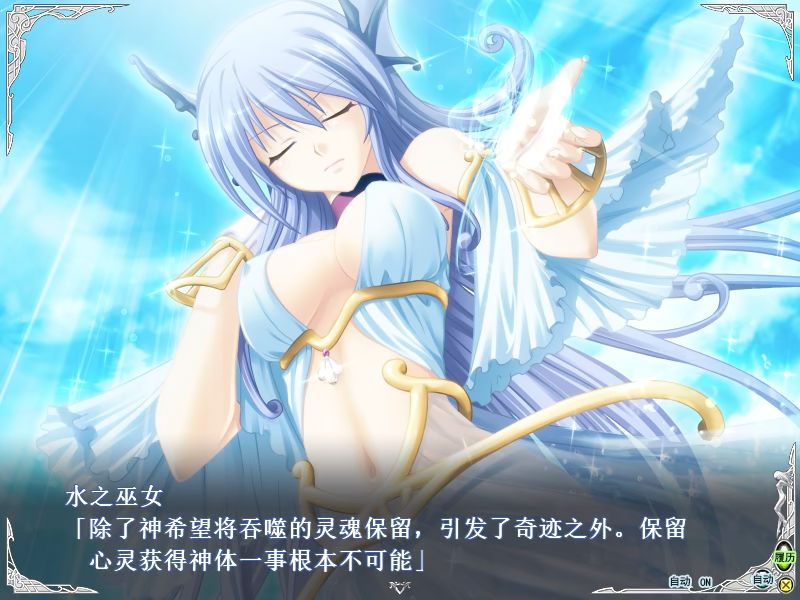 水之巫女
「除了神希望将吞噬的灵魂保留，引发了奇迹之外。保留
心灵获得神体一事根本不可能」
履历
自动 ON
自动